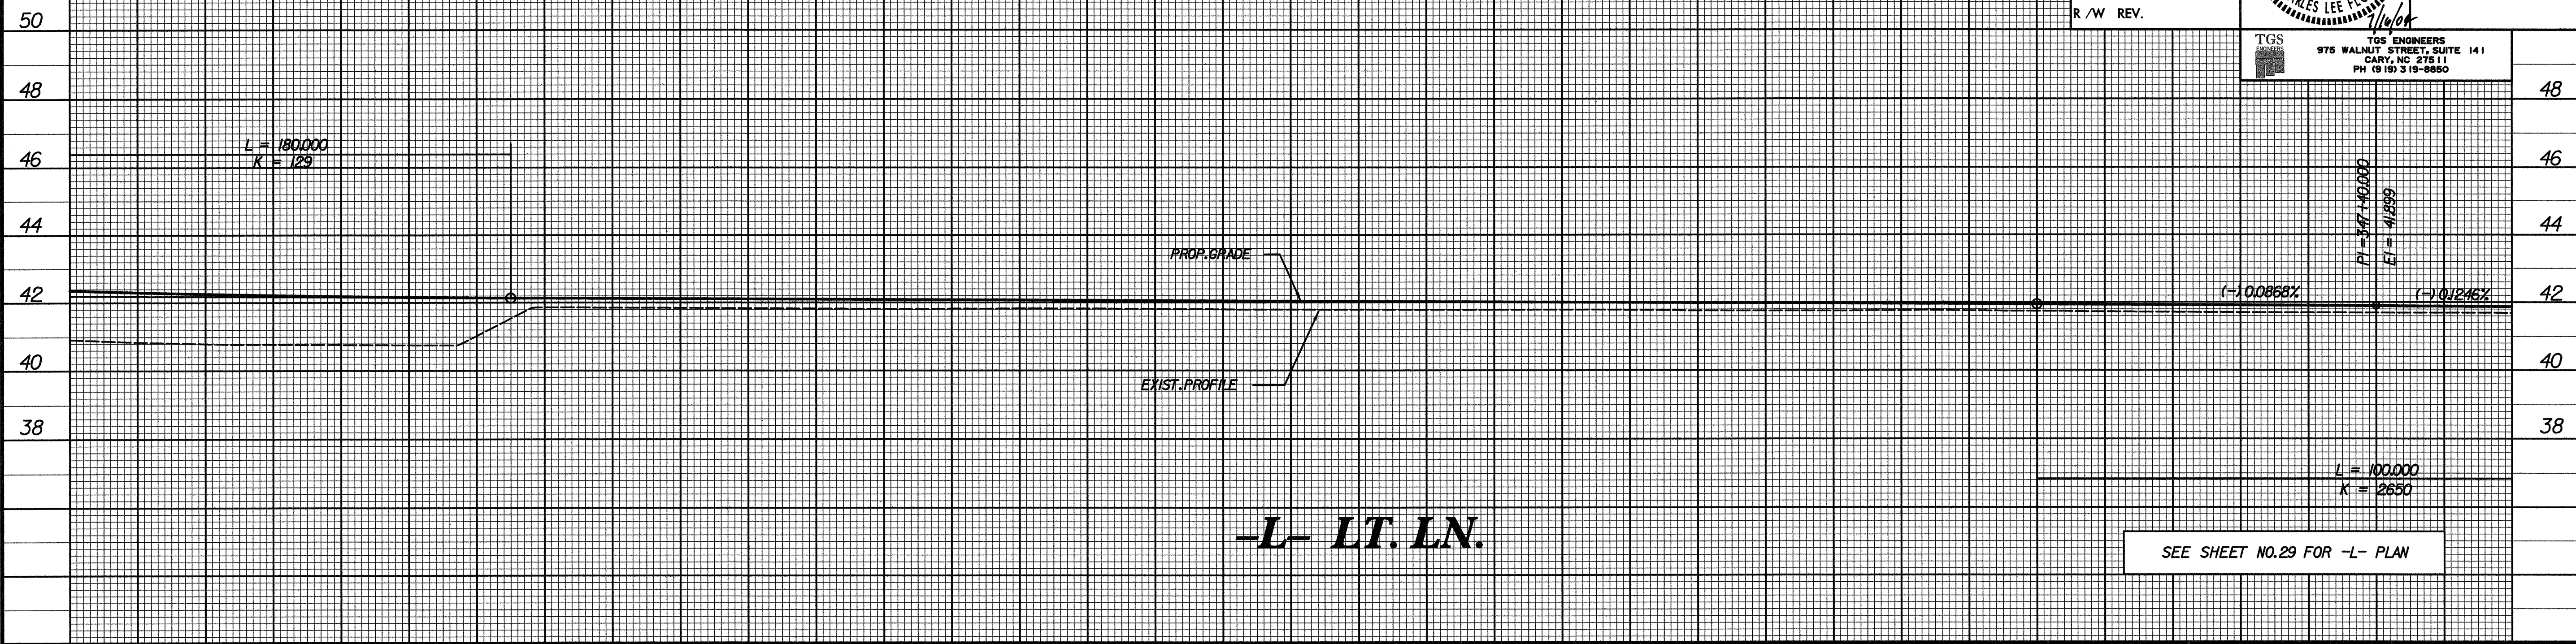 50
R /W REV.
TGS
ENGINEERS
TGS ENGINEERS
975 WALNUT STREET, SUITE 141
CARY, NC 27511
PH (919) 319-8850
48
48
L = 180.000
K = 129
46
46
PI = 347+40.000
El = 41.899
44
44
PROP. GRADE
42
(-) 0.0868%
(-) 0.1246%
42
40
40
EXIST. PROFILE
38
38
L = 100.000
K = 2650
-L- LT. LN.
SEE SHEET NO.29 FOR -L- PLAN